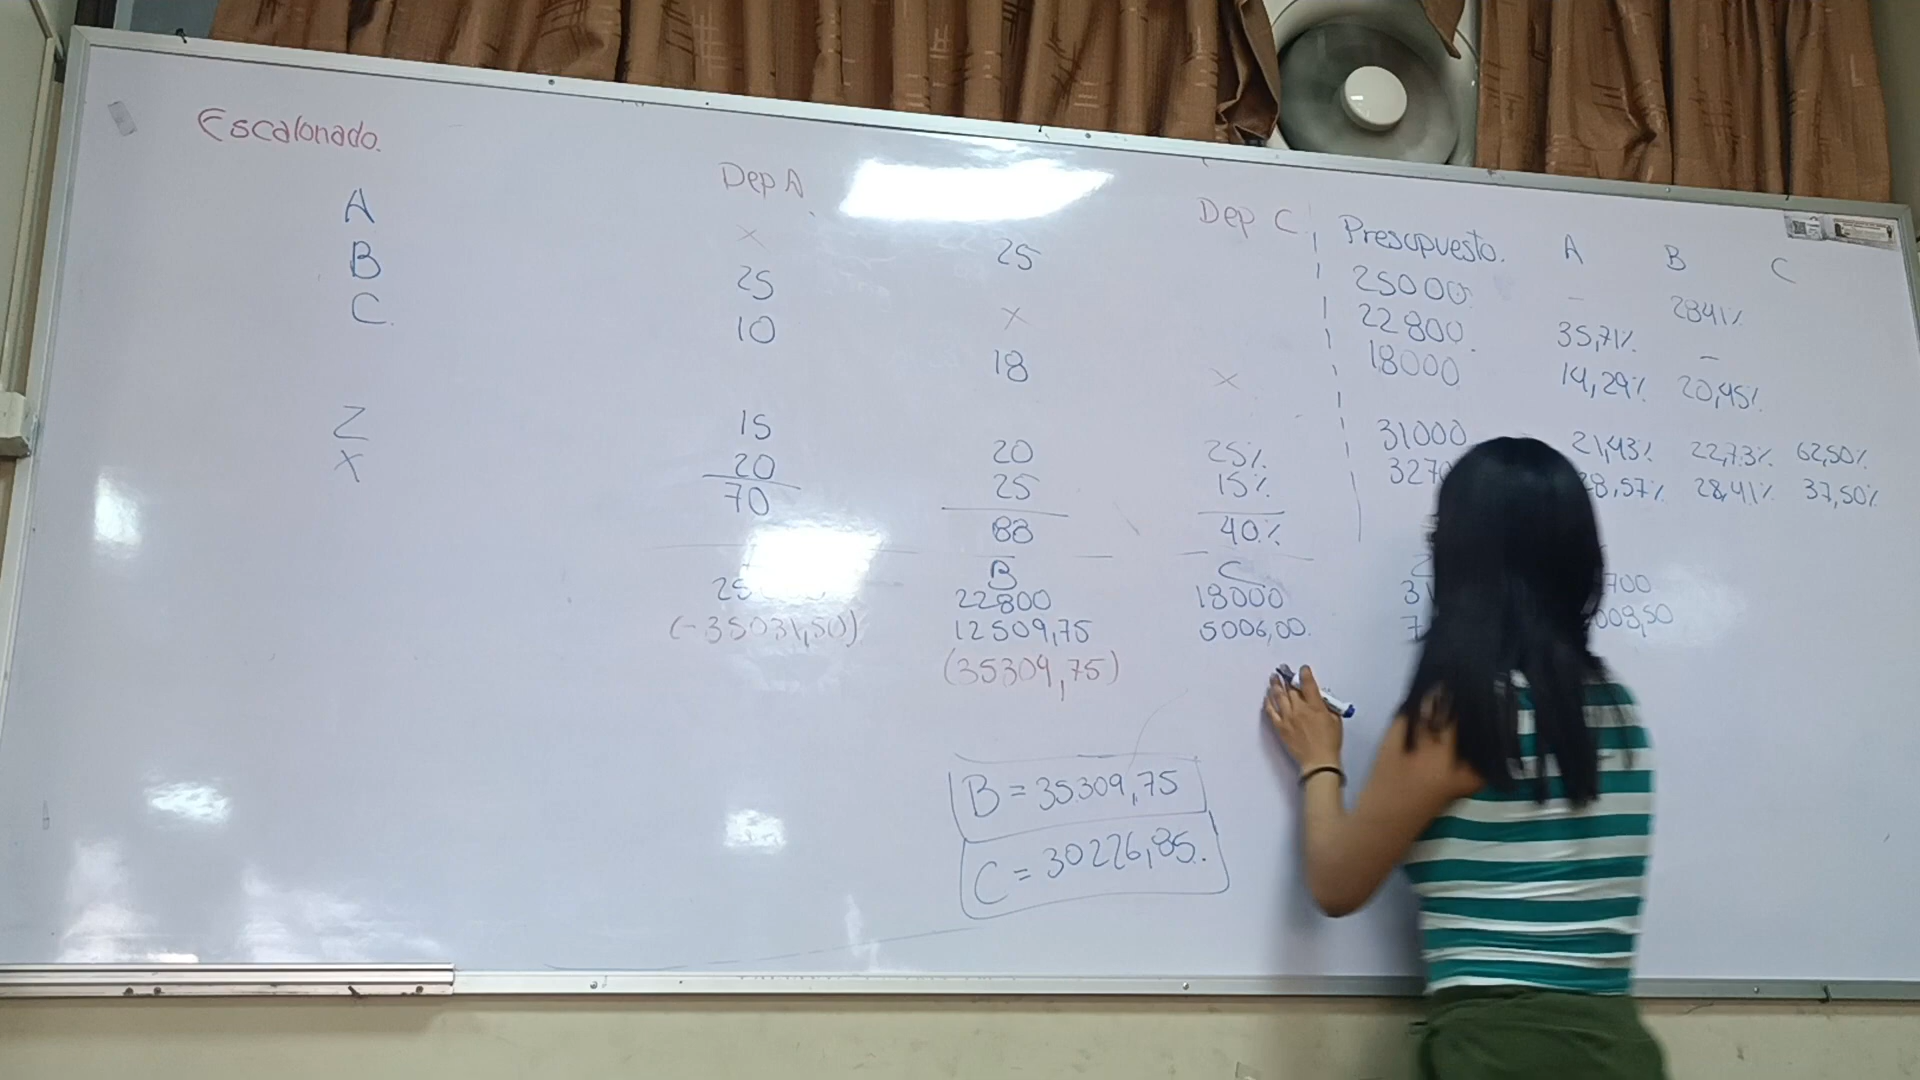 Escalonado.
Dep A Dep C. Presupuesto. A B C
A × 25 25000 - 28,41%
B 25 × 22800 35,71% -
C. 10 18 × 18000 14,29% 20,45%
Z 15 20 25% 31000 21,43% 22,73% 62,50%
X 20 25 15% 28,57% 28,41% 37,50%
70 88 40%
B C
22800 18000
(-35031,50) 12509,75 5006,00.
(35309,75)
B = 35309,75
C = 30226,85.